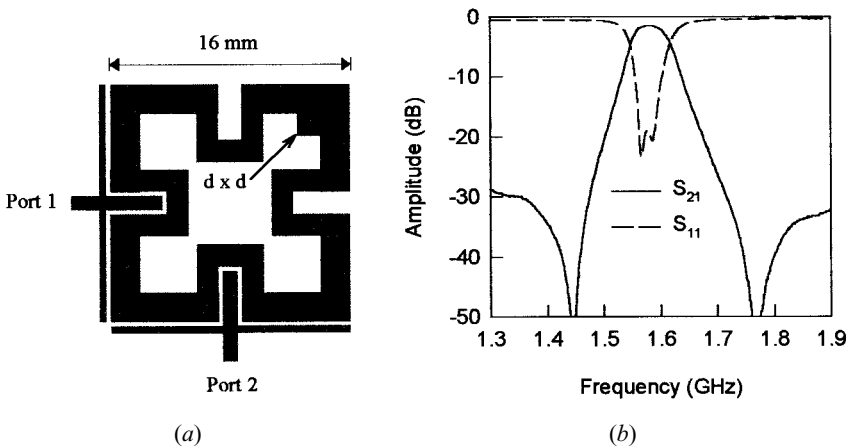 16 mm
d x d
Port 1
Port 2
(a)
Amplitude (dB)
0
-10
-20
-30
-40
-50
S21
S11
1.3 1.4 1.5 1.6 1.7 1.8 1.9
Frequency (GHz)
(b)